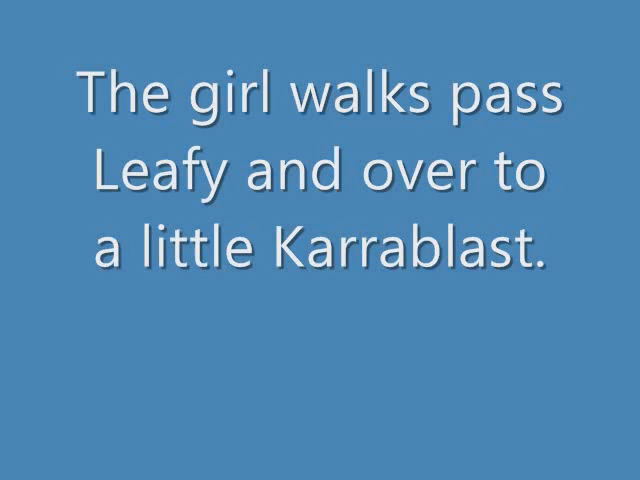 The girl walks pass
Leafy and over to
a little Karrablast.